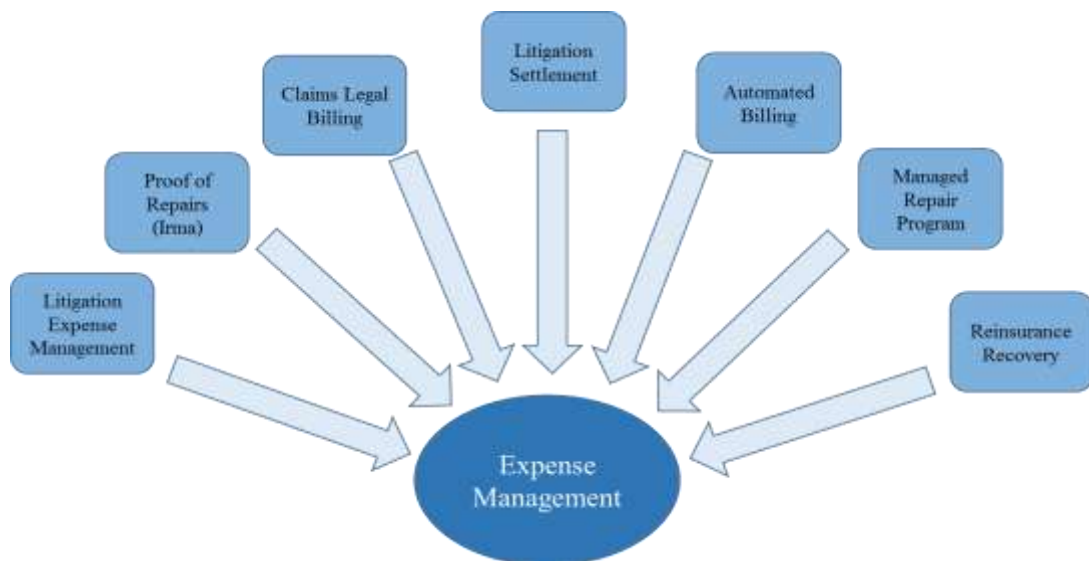 Litigation
Settlement
Claims Legal
Billing
Automated
Billing
Proof of
Repairs
(Irma)
Managed
Repair
Program
Litigation
Expense
Management
Reinsurance
Recovery
Expense
Management